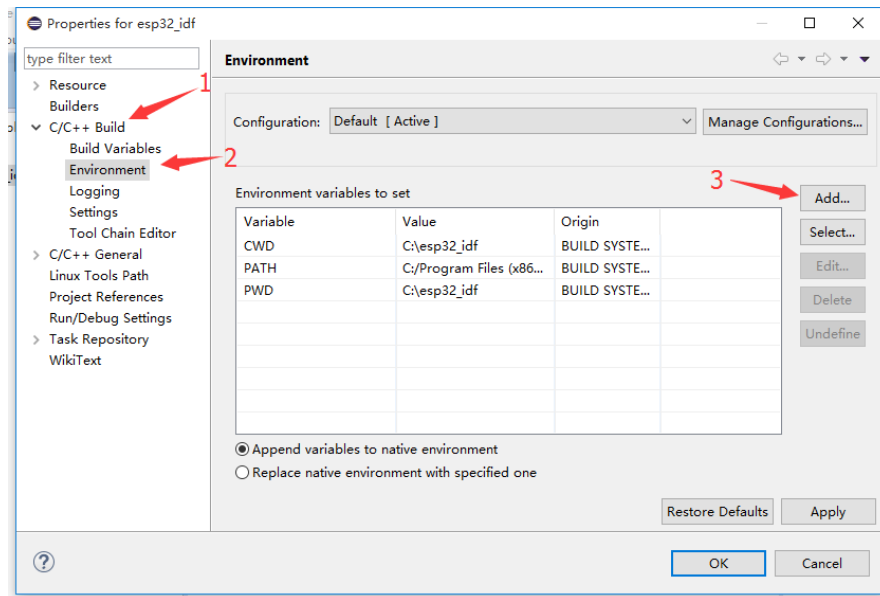 Properties for esp32_idf
type filter text
Environment
Resource
1
Builders
C/C++ Build
Configuration:
Default [ Active ]
Manage Configurations...
Build Variables
2
Environment
Logging
Environment variables to set
3
Add...
Settings
Variable Value Origin
Select...
Tool Chain Editor
CWD C:\esp32_idf BUILD SYSTE...
C/C++ General
PATH C:/Program Files (x86... BUILD SYSTE...
Edit...
Linux Tools Path
PWD C:\esp32_idf BUILD SYSTE...
Project References
Delete
Run/Debug Settings
Undefine
Task Repository
WikiText
Append variables to native environment
Replace native environment with specified one
Restore Defaults
Apply
?
OK
Cancel